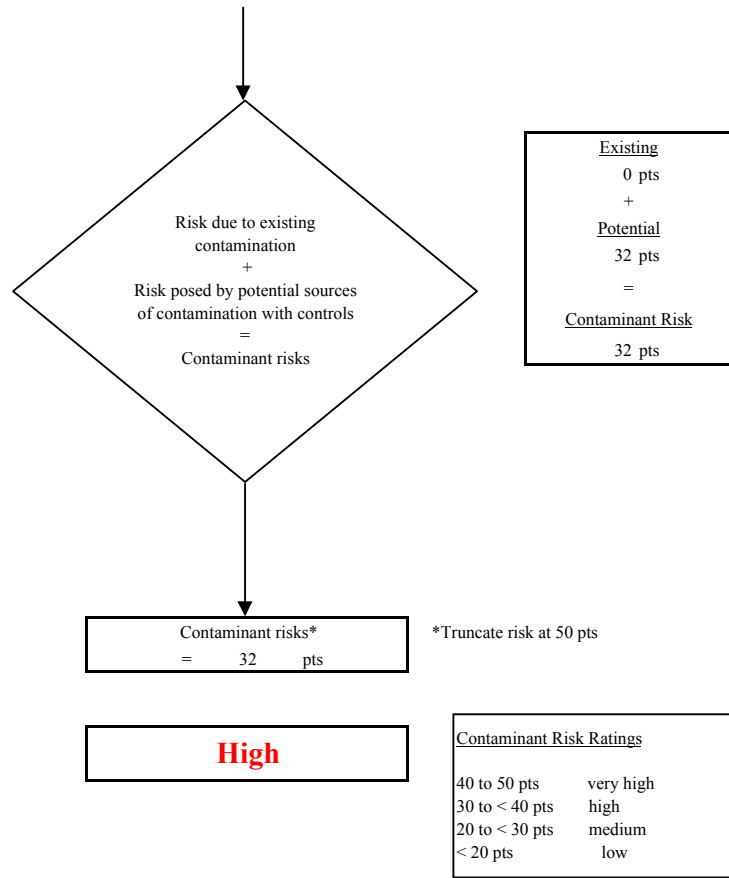 Risk due to existing
contamination
+
Risk posed by potential sources
of contamination with controls
=
Contaminant risks
Existing
0 pts
+
Potential
32 pts
=
Contaminant Risk
32 pts
Contaminant risks*
= 32 pts
*Truncate risk at 50 pts
High
Contaminant Risk Ratings
40 to 50 pts very high
30 to < 40 pts high
20 to < 30 pts medium
< 20 pts low